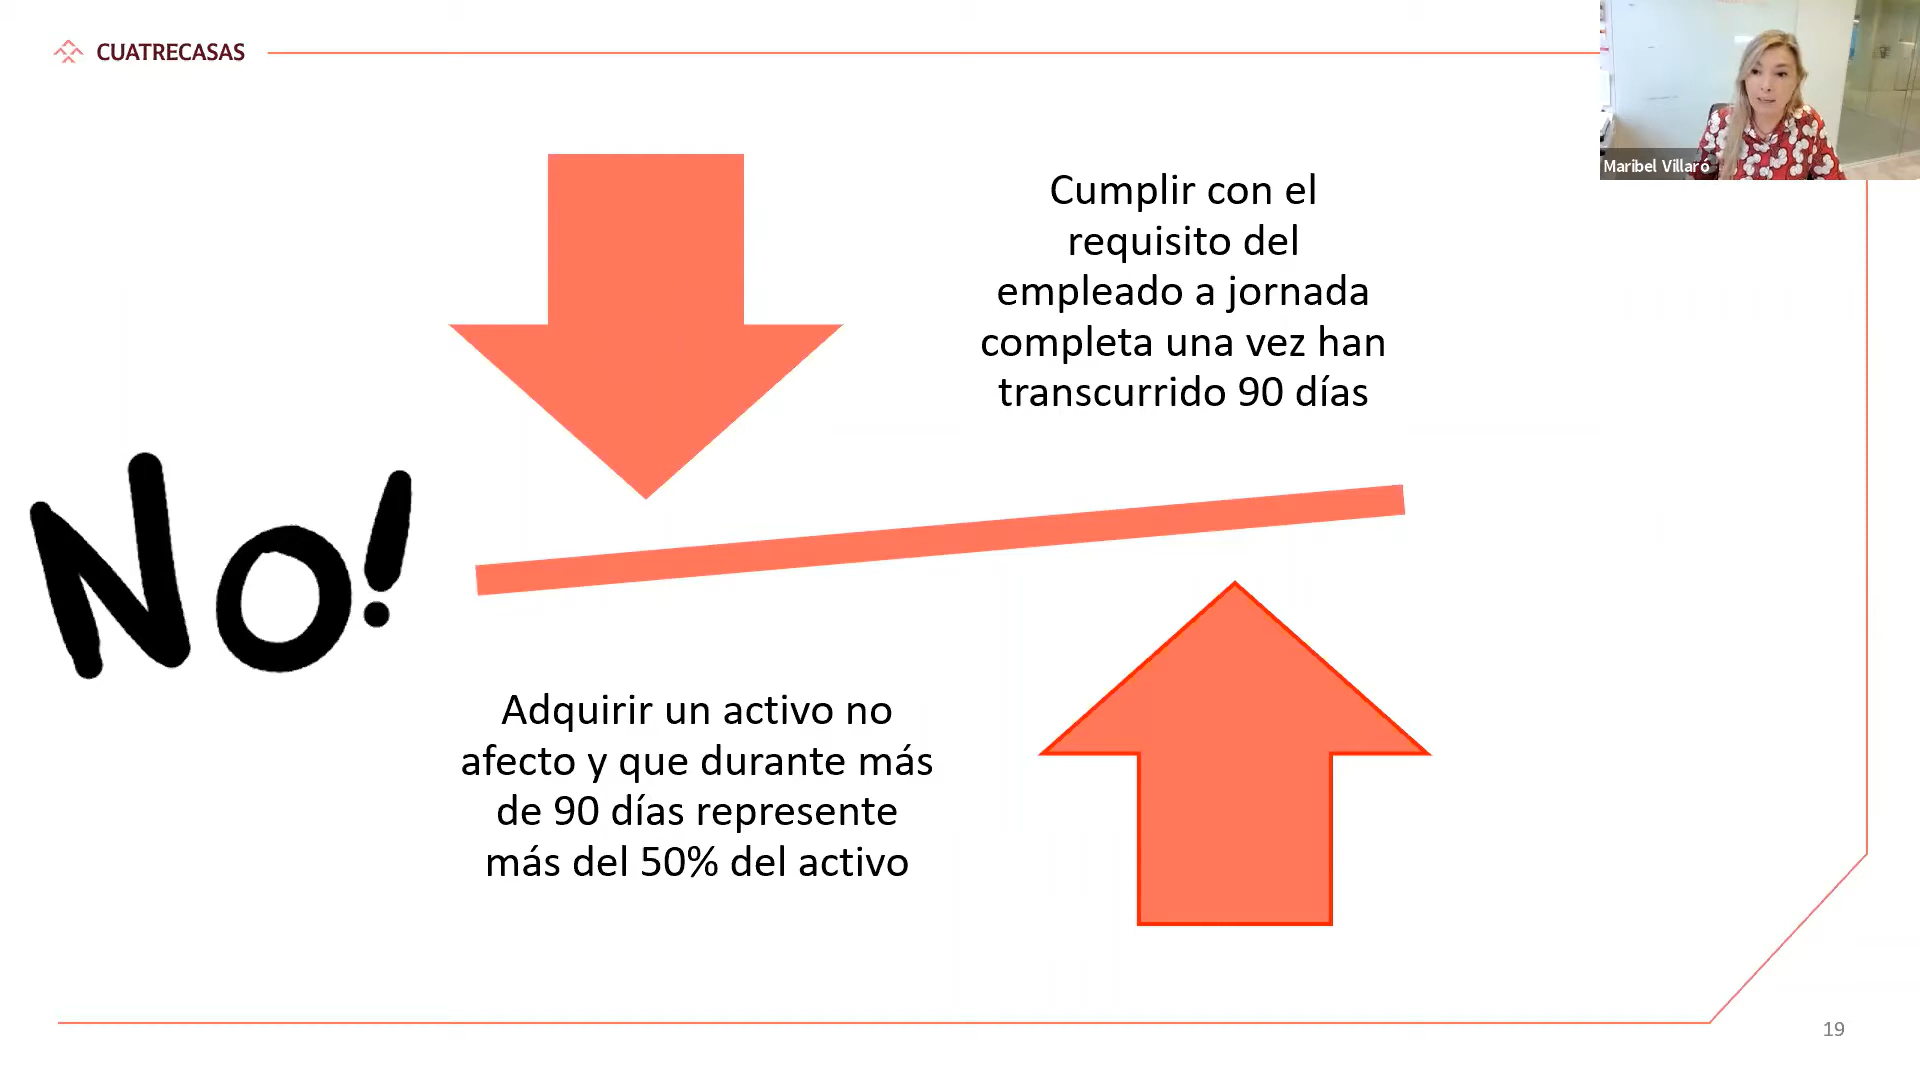 CUATRECASAS
Maribel Villaró
Cumplir con el
requisito del
empleado a jornada
completa una vez han
transcurrido 90 días
No!
Adquirir un activo no
afecto y que durante más
de 90 días represente
más del 50% del activo
19